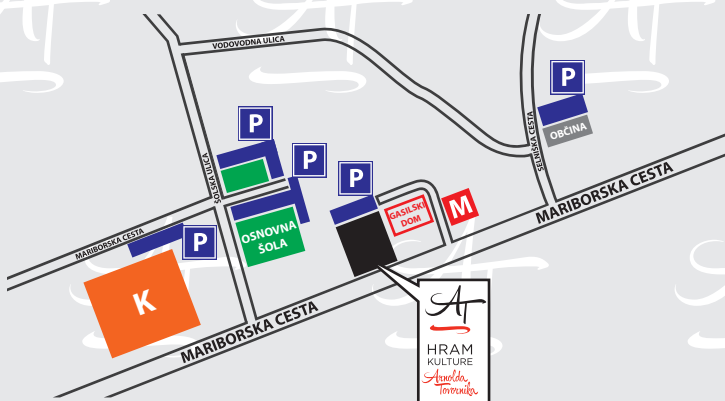 VODOVODNA ULICA
P
SELNIŠKA CESTA
OBČINA
P
ŠOLSKA ULICA
P
P
MARIBORSKA CESTA
GASILSKI
DOM
M
MARIBORSKA CESTA
P
OSNOVNA
ŠOLA
K
MARIBORSKA CESTA
AT
HRAM
KULTURE
Arnolda
Tovornika